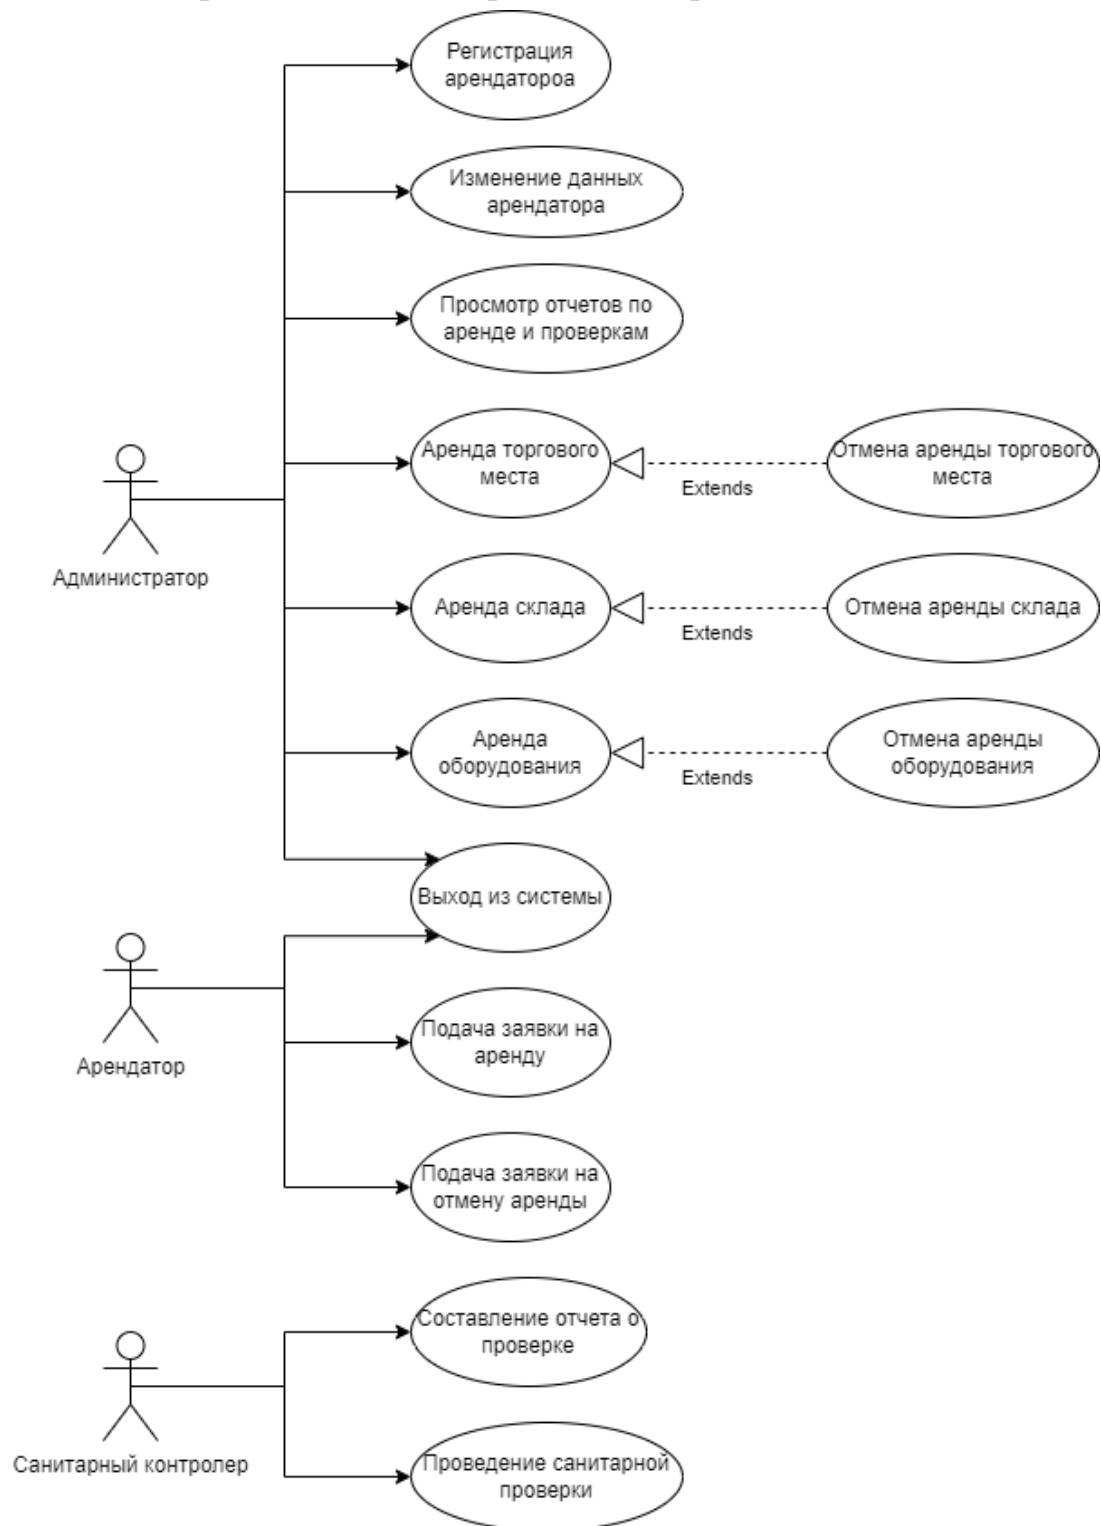 Регистрация
арендатороа
Изменение данных
арендатора
Просмотр отчетов по
аренде и проверкам
Аренда торгового
места
Extends
Отмена аренды торгового
места
Администратор
Аренда склада
Extends
Отмена аренды склада
Аренда
оборудования
Extends
Отмена аренды
оборудования
Выход из системы
Арендатор
Подача заявки на
аренду
Подача заявки на
отмену аренды
Составление отчета о
проверке
Санитарный контролер
Проведение санитарной
проверки